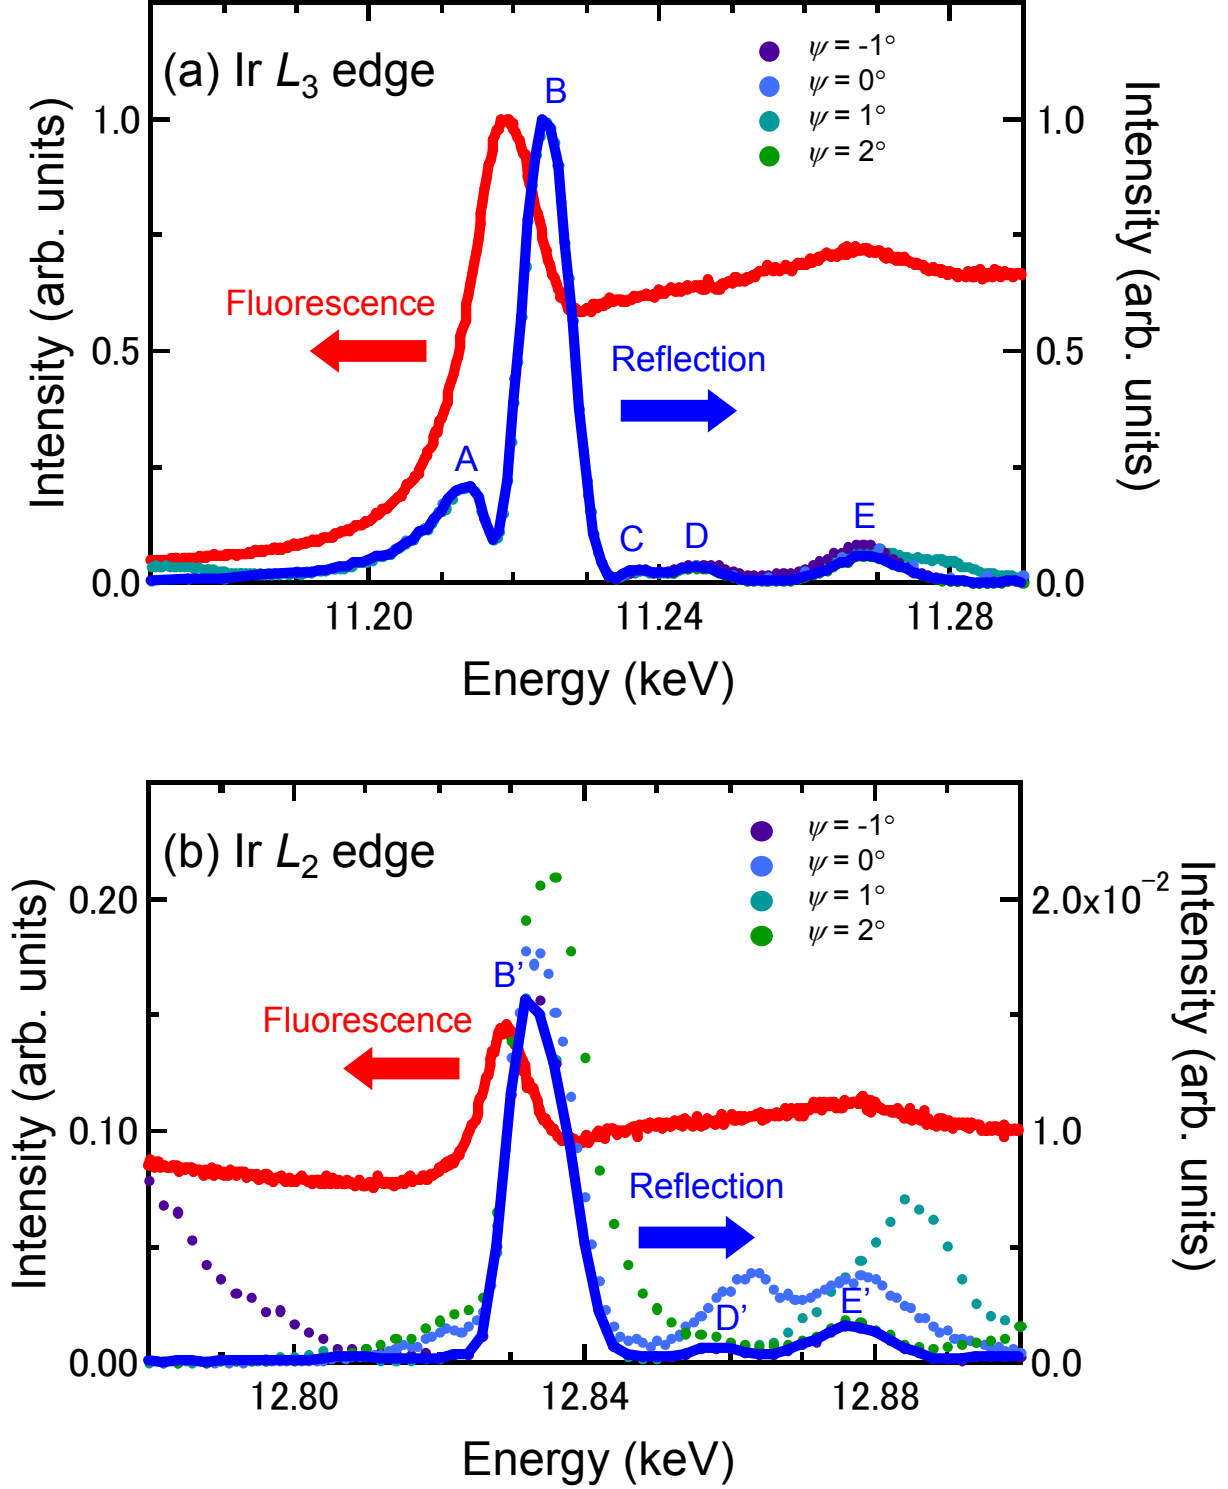 (a) Ir L3 edge
B
ψ = -1°
ψ = 0°
ψ = 1°
ψ = 2°
1.0
1.0
Fluorescence
Reflection
0.5
0.5
A
C
D
E
0.0
0.0
11.20
11.24
11.28
Energy (keV)
Intensity (arb. units)
Intensity (arb. units)
(b) Ir L2 edge
ψ = -1°
ψ = 0°
ψ = 1°
ψ = 2°
0.20
2.0x10⁻²
B’
Fluorescence
0.10
1.0
Reflection
D’
E’
0.00
0.0
12.80
12.84
12.88
Energy (keV)
Intensity (arb. units)
Intensity (arb. units)